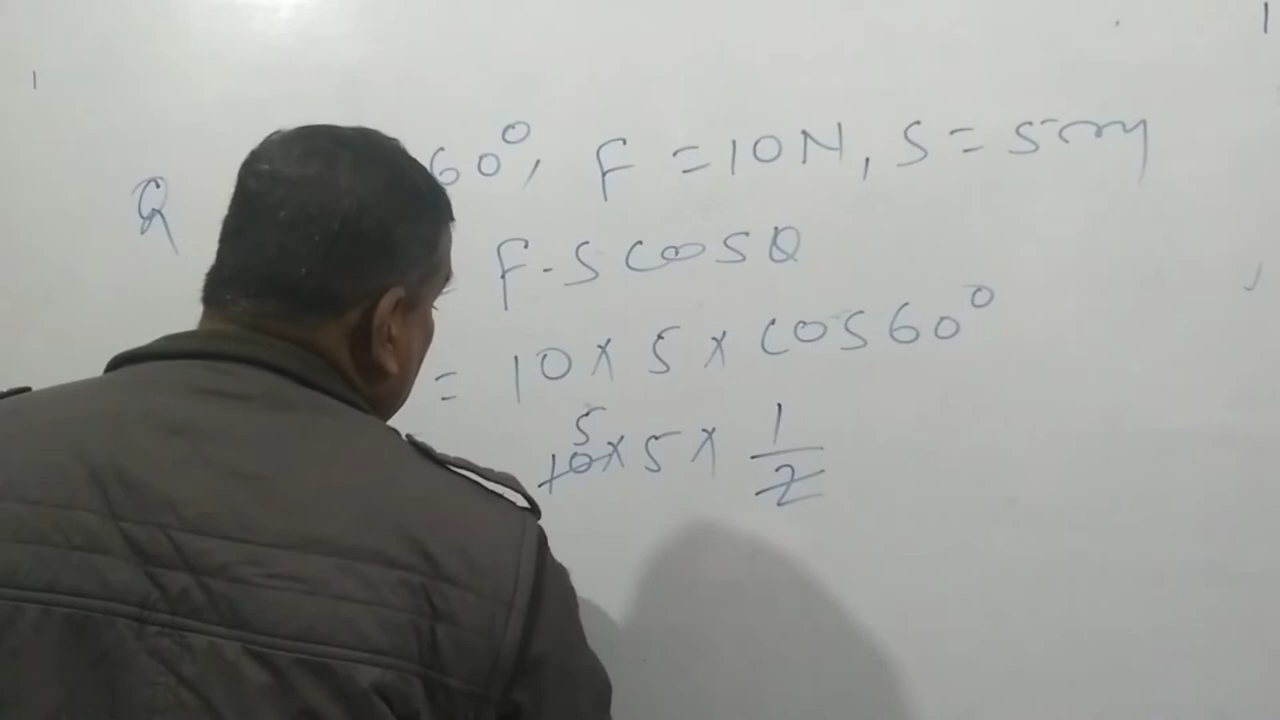 Q 60°, F = 10N, S = 5m
= F.S cosθ
= 10 × 5 × cos60°
5
10 × 5 × 1/2